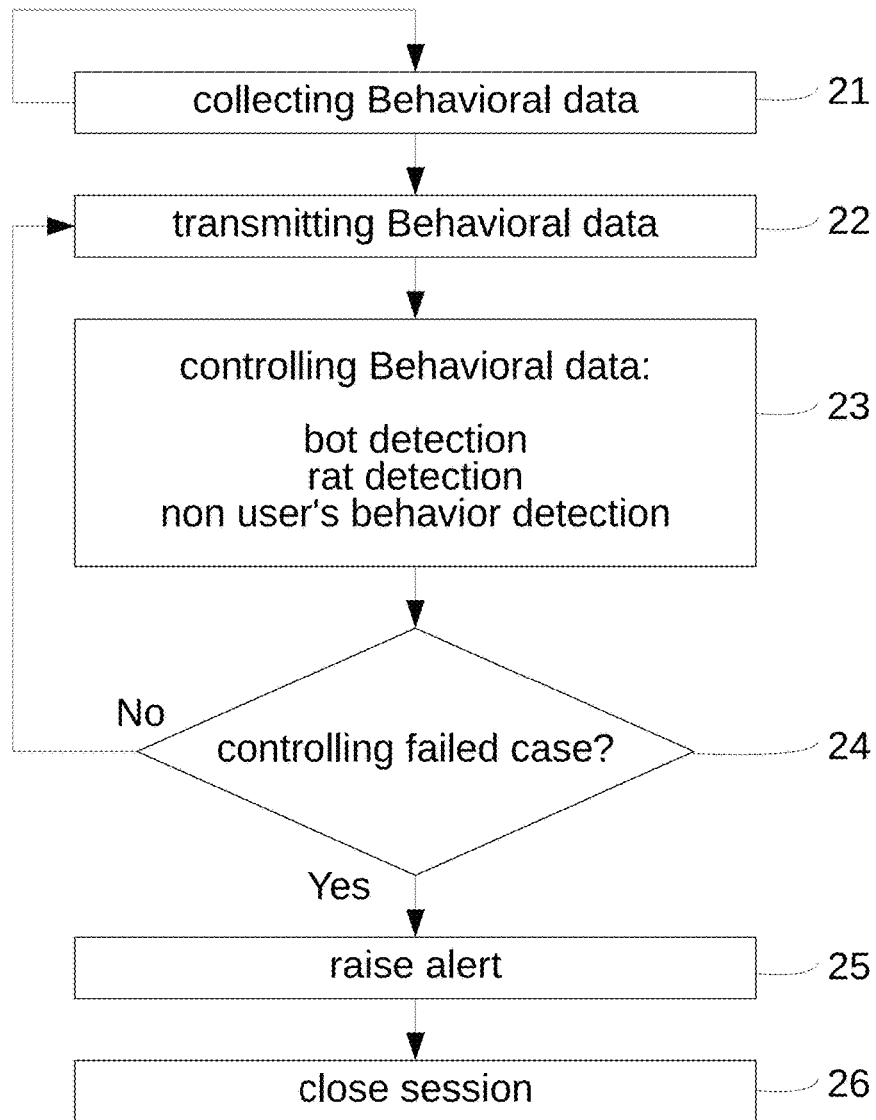 collecting Behavioral data
21
transmitting Behavioral data
22
controlling Behavioral data:
23
bot detection
rat detection
non user's behavior detection
No
controlling failed case?
24
Yes
raise alert
25
close session
26